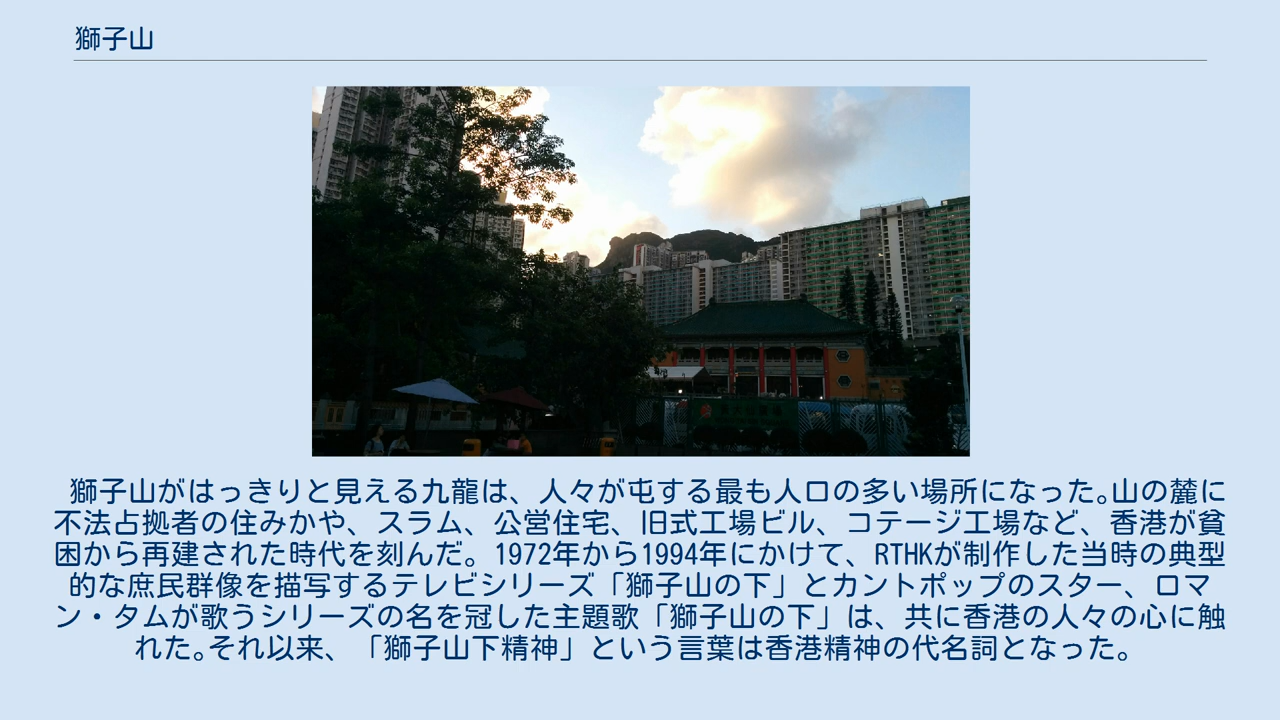 獅子山
獅子山がはっきりと見える九龍は、人々が屯する最も人口の多い場所になった。山の麓に
不法占拠者の住みかや、スラム、公営住宅、旧式工場ビル、コテージ工場など、香港が貧
困から再建された時代を刻んだ。1972年から1994年にかけて、RTHKが制作した当時の典型
的な庶民群像を描写するテレビシリーズ「獅子山の下」とカントポップのスター、ロマ
ン・タムが歌うシリーズの名を冠した主題歌「獅子山の下」は、共に香港の人々の心に触
れた。それ以来、「獅子山下精神」という言葉は香港精神の代名詞となった。